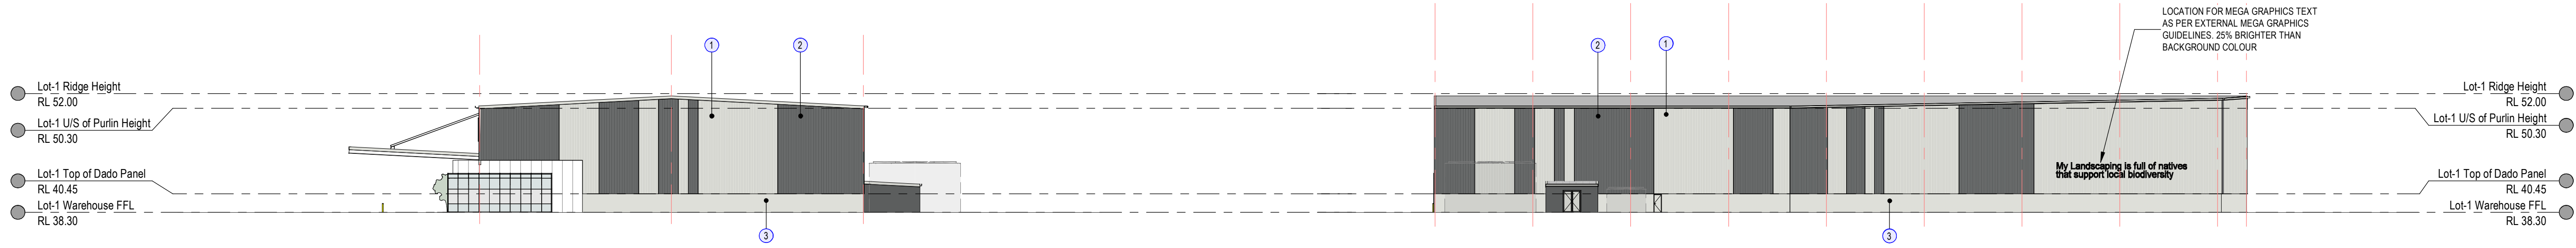 Lot-1 Ridge Height
RL 52.00
Lot-1 U/S of Purlin Height
RL 50.30
Lot-1 Top of Dado Panel
RL 40.45
Lot-1 Warehouse FFL
RL 38.30
1
2
3
2
1
3
LOCATION FOR MEGA GRAPHICS TEXT
AS PER EXTERNAL MEGA GRAPHICS
GUIDELINES. 25% BRIGHTER THAN
BACKGROUND COLOUR
My Landscaping is full of natives
that support local biodiversity
Lot-1 Ridge Height
RL 52.00
Lot-1 U/S of Purlin Height
RL 50.30
Lot-1 Top of Dado Panel
RL 40.45
Lot-1 Warehouse FFL
RL 38.30